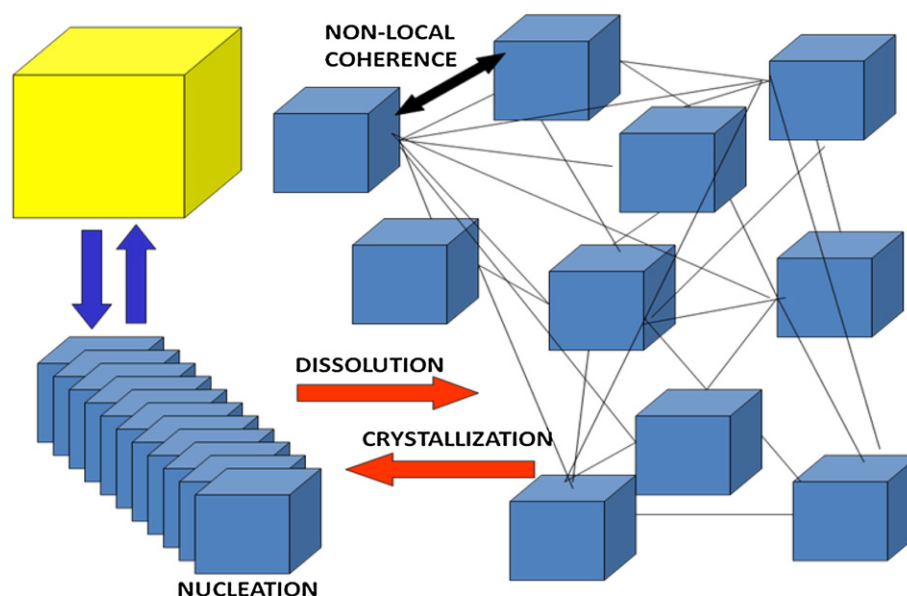 NON-LOCAL
COHERENCE
DISSOLUTION
CRYSTALLIZATION
NUCLEATION